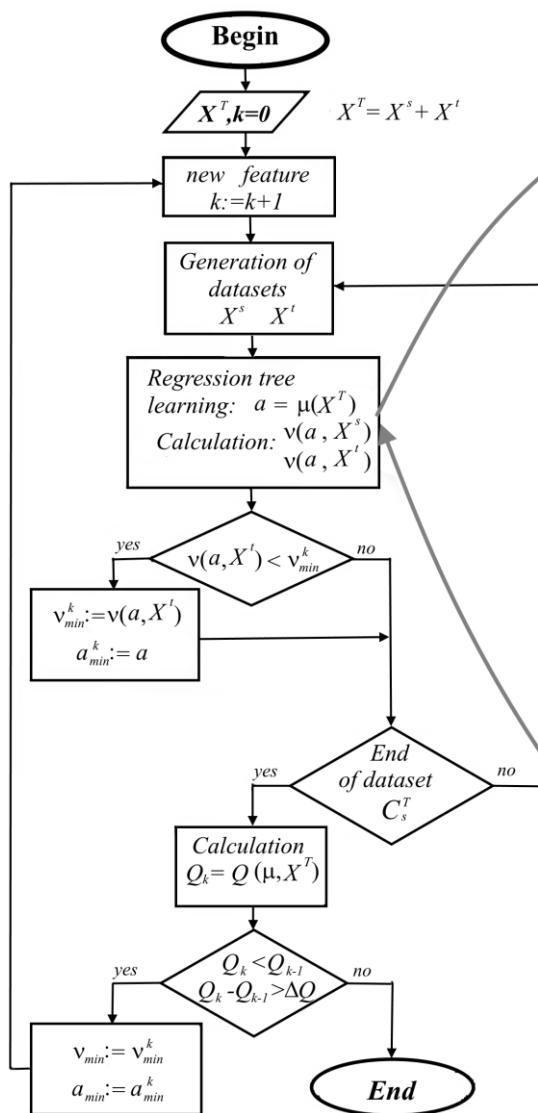 Begin
X^T,k=0 X^T= X^s + X^t
new feature
k:=k+1
Generation of
datasets
X^s X^t
Regression tree
learning: a = μ(X^T)
Calculation: ν(a , X^s)
ν(a , X^t)
yes ν(a, X^t) < ν^k_min no
ν^k_min:=ν(a, X^t)
a^k_min:= a
End
of dataset
C^T_s
yes no
Calculation
Q_k= Q (μ,X^T)
Q_k <Q_k-1
Q_k -Q_k-1>ΔQ
yes no
ν_min:= ν^k_min
a_min:= a^k_min
End